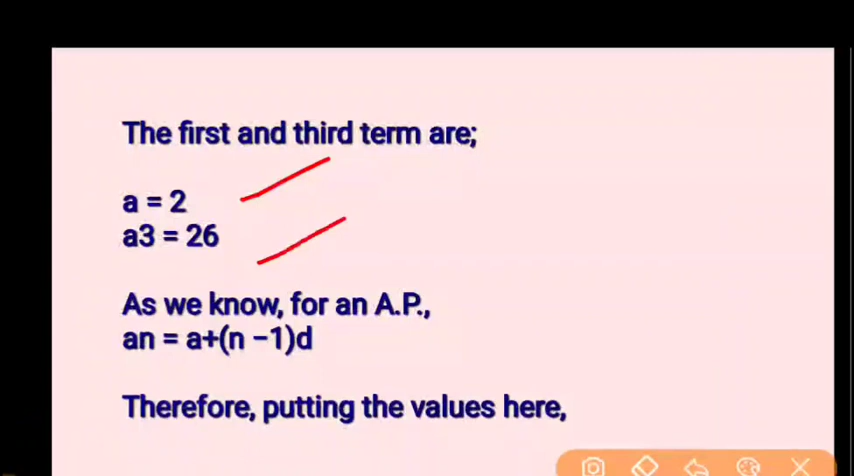 The first and third term are;
a = 2
a3 = 26
As we know, for an A.P.,
an = a+(n −1)d
Therefore, putting the values here,